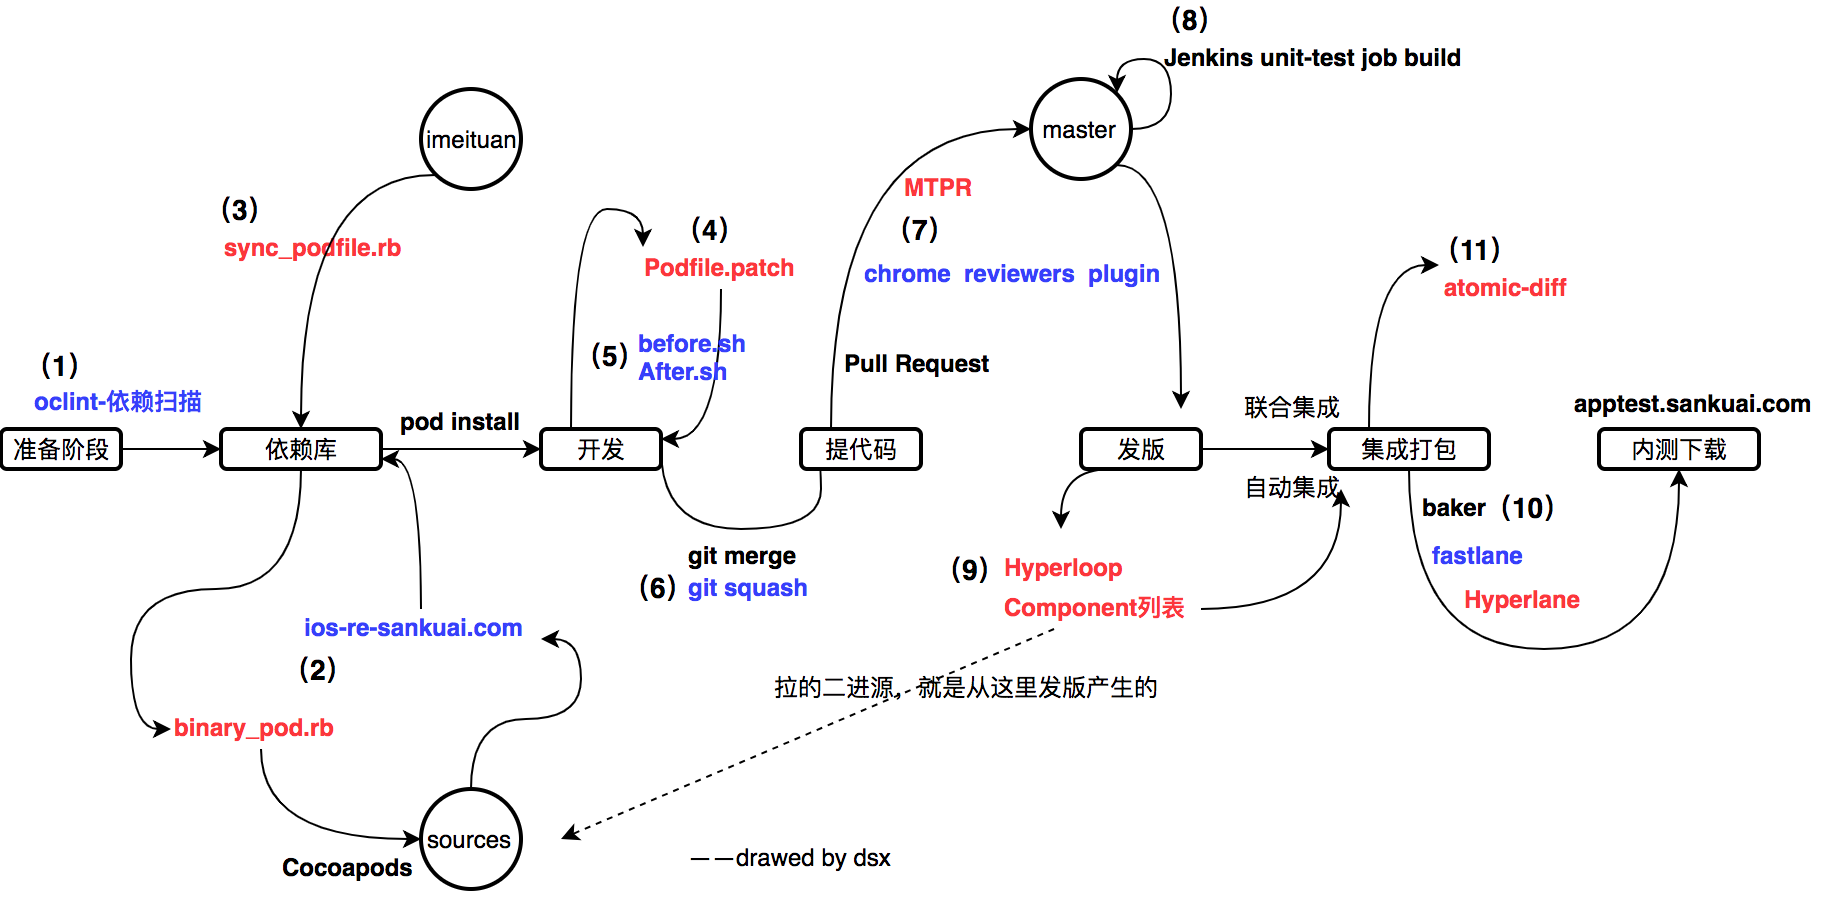 (8)
Jenkins unit-test job build
imeituan
master
(3)
sync_podfile.rb
(4)
Podfile.patch
MTPR
(7)
chrome reviewers plugin
(11)
atomic-diff
(1)
oclint-依赖扫描
(5)
before.sh
After.sh
Pull Request
pod install
联合集成
apptest.sankuai.com
准备阶段
依赖库
开发
提代码
发版
集成打包
内测下载
自动集成
baker (10)
fastlane
Hyperlane
git merge
(6)
git squash
(9)
Hyperloop
Component列表
ios-re-sankuai.com
(2)
拉的二进源，就是从这里发版产生的
binary_pod.rb
sources
Cocoapods
——drawed by dsx